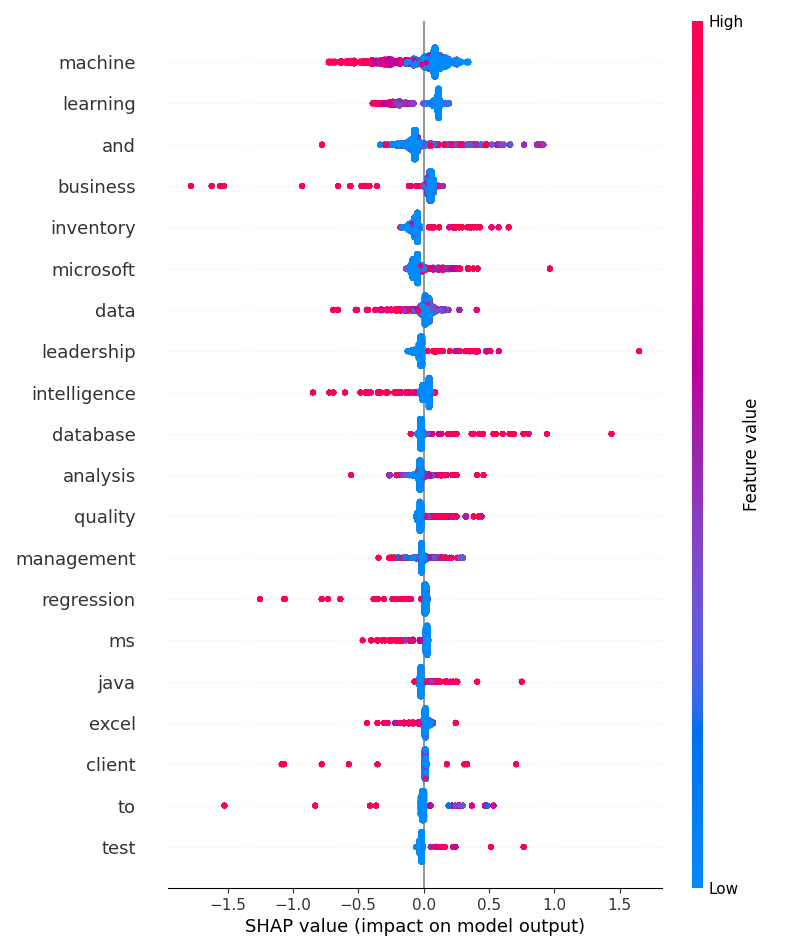 High
machine
learning
and
business
inventory
microsoft
data
leadership
intelligence
database
analysis
quality
management
regression
ms
java
excel
client
to
test
Feature value
Low
−1.5 −1.0 −0.5 0.0 0.5 1.0 1.5
SHAP value (impact on model output)